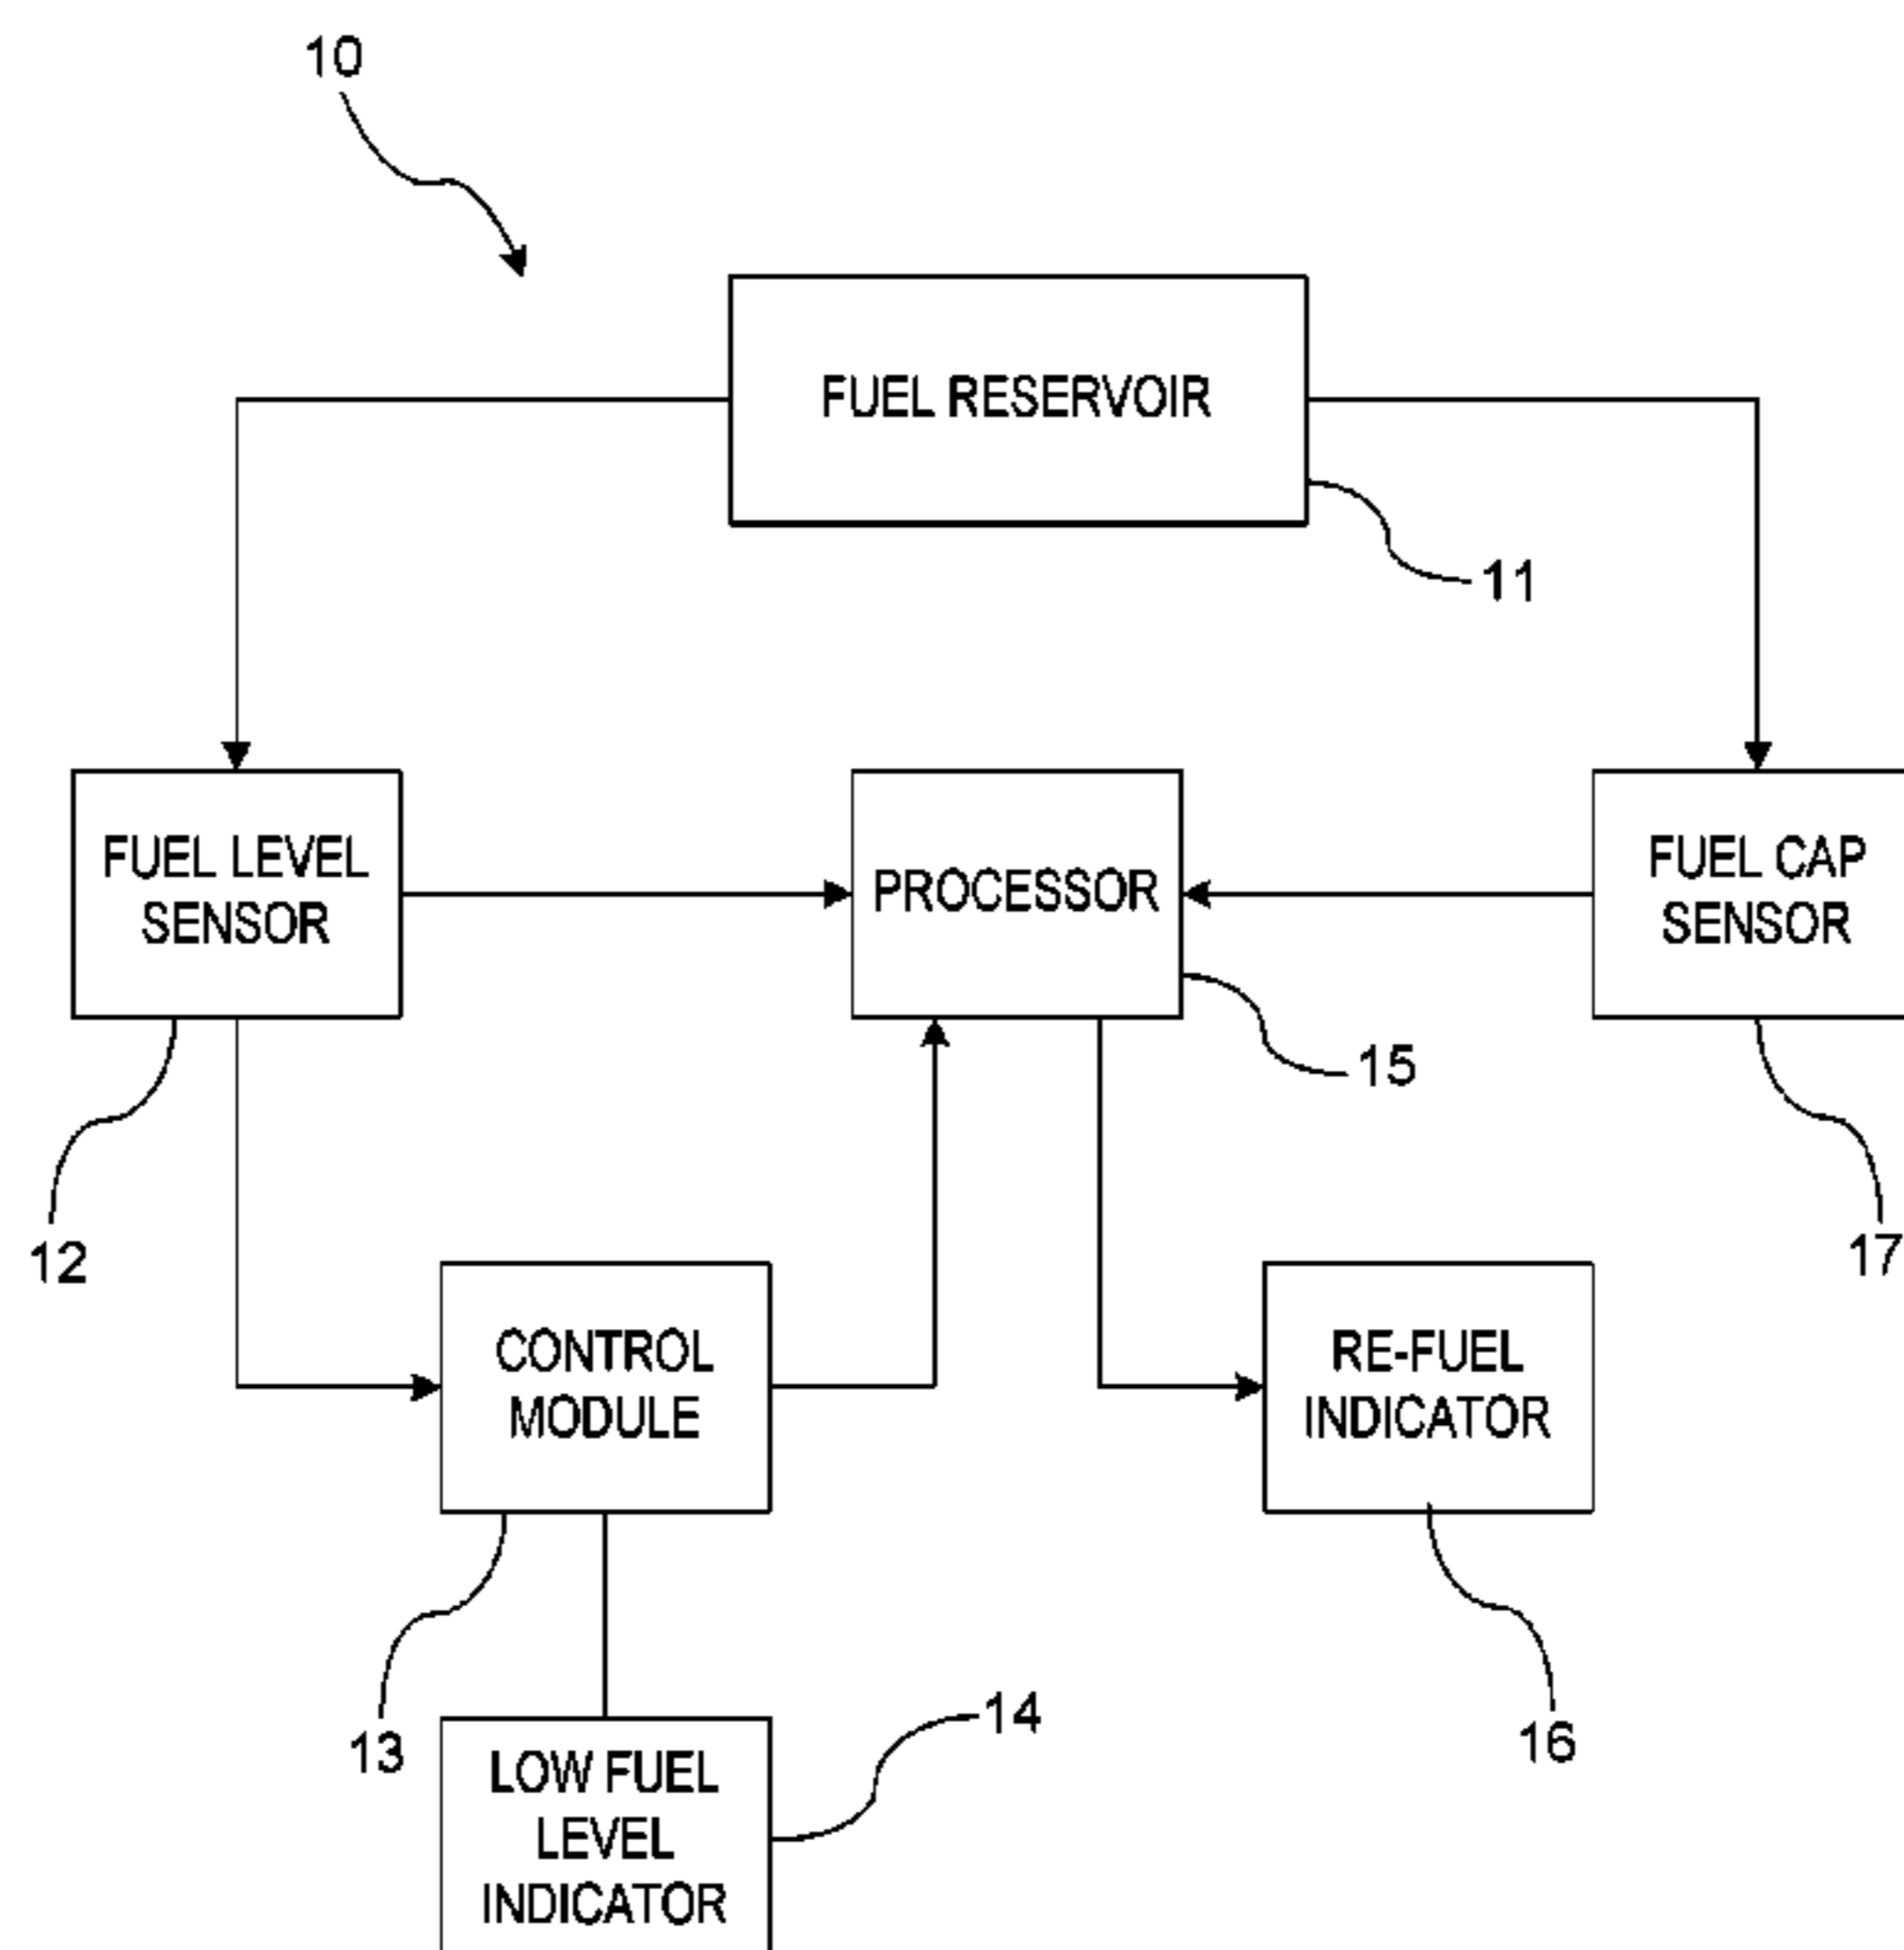 10
FUEL RESERVOIR
11
FUEL LEVEL
SENSOR
PROCESSOR
FUEL CAP
SENSOR
15
12
17
CONTROL
MODULE
RE-FUEL
INDICATOR
13
14
16
LOW FUEL
LEVEL
INDICATOR